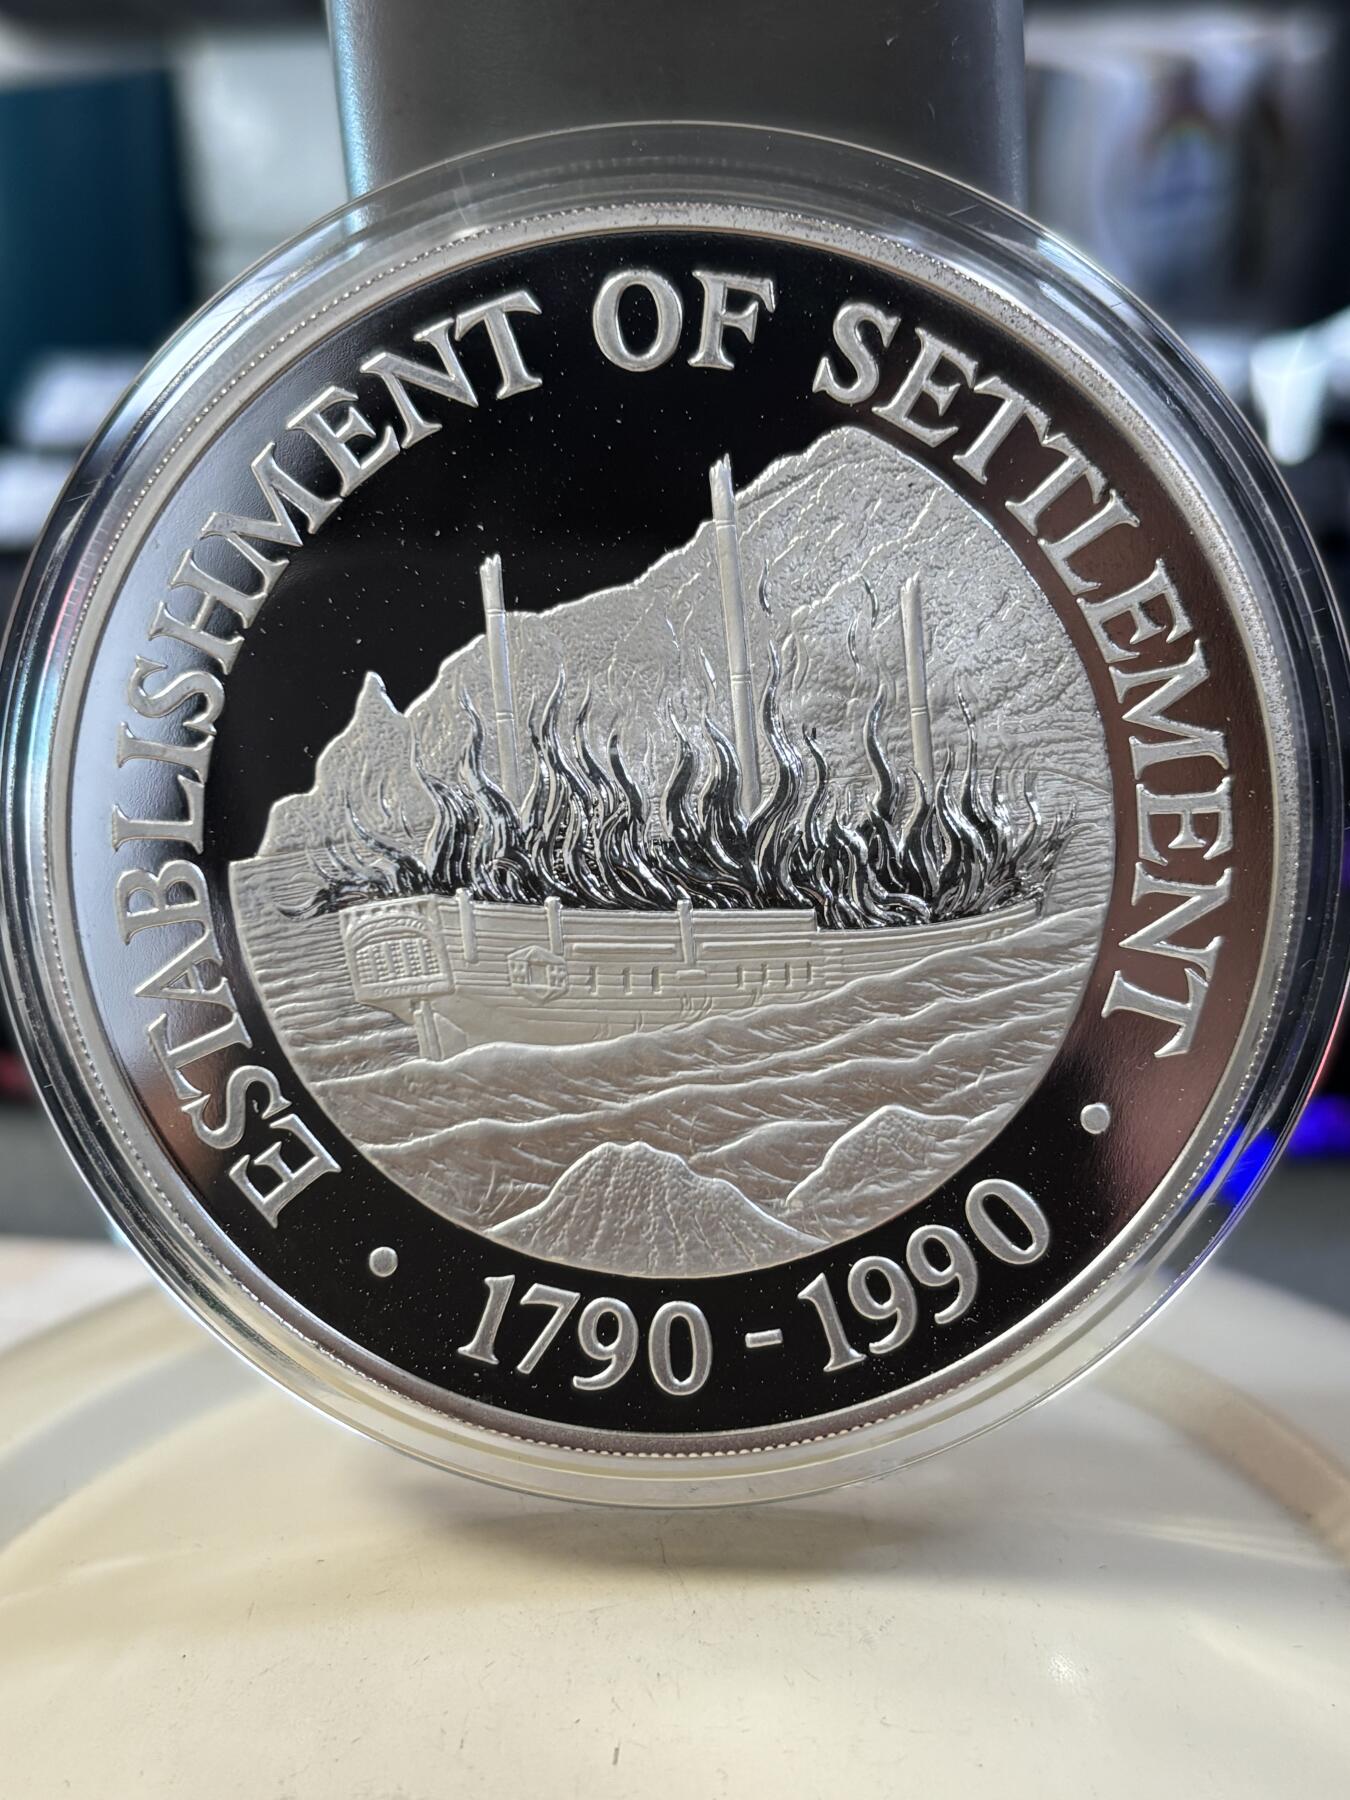 ESTABLISHMENT OF SETTLEMENT
• 1790 - 1990 •